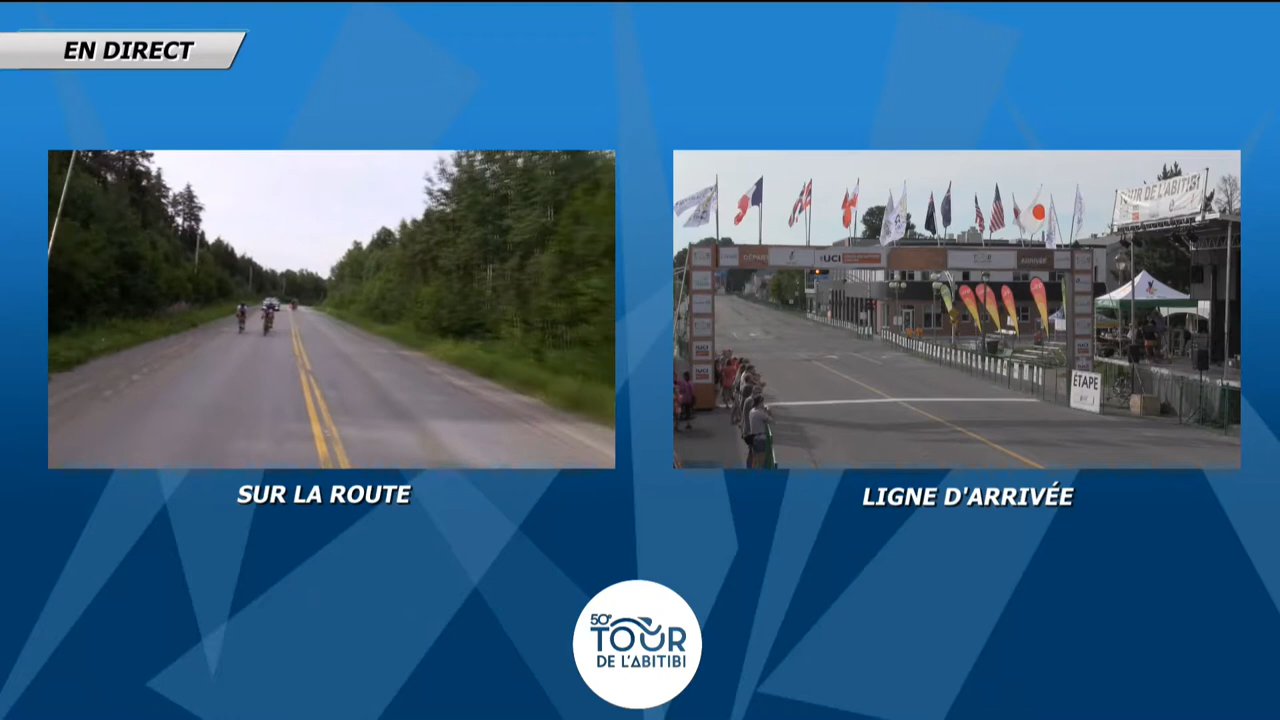 EN DIRECT
TOUR DE L'ABITIBI
DÉPART
UCI
ARRIVÉE
ÉTAPE
SUR LA ROUTE
LIGNE D'ARRIVÉE
50e
TOUR
DE L'ABITIBI